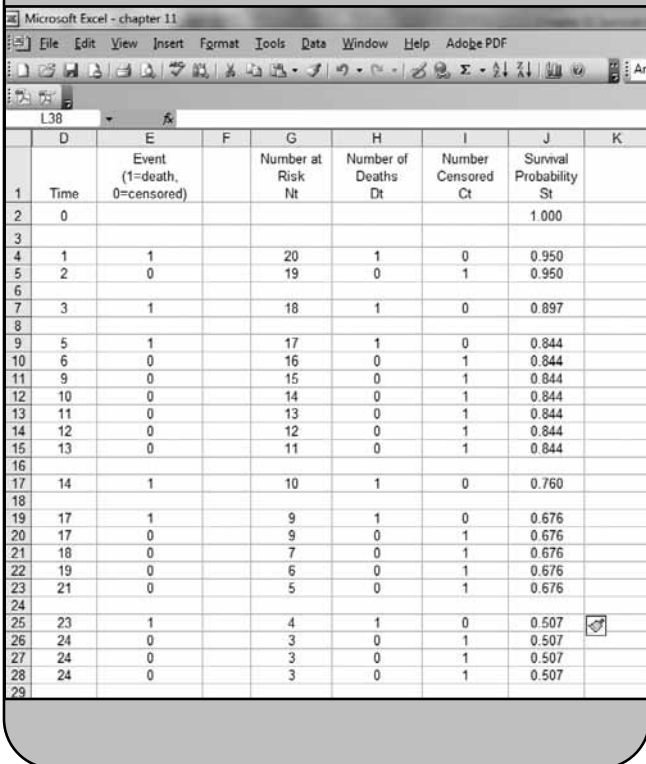 Microsoft Excel - chapter 11
File Edit View Insert Format Tools Data Window Help Adobe PDF
Ar
L38 fx
D E F G H I J K
1 Time Event (1=death, 0=censored) Number at Risk Nt Number of Deaths Dt Number Censored Ct Survival Probability St
2 0 1.000
3
4 1 1 20 1 0 0.950
5 2 0 19 0 1 0.950
6
7 3 1 18 1 0 0.897
8
9 5 1 17 1 0 0.844
10 6 0 16 0 1 0.844
11 9 0 15 0 1 0.844
12 10 0 14 0 1 0.844
13 11 0 13 0 1 0.844
14 12 0 12 0 1 0.844
15 13 0 11 0 1 0.844
16
17 14 1 10 1 0 0.760
18
19 17 1 9 1 0 0.676
20 17 0 9 0 1 0.676
21 18 0 7 0 1 0.676
22 19 0 6 0 1 0.676
23 21 0 5 0 1 0.676
24
25 23 1 4 1 0 0.507
26 24 0 3 0 1 0.507
27 24 0 3 0 1 0.507
28 24 0 3 0 1 0.507
29